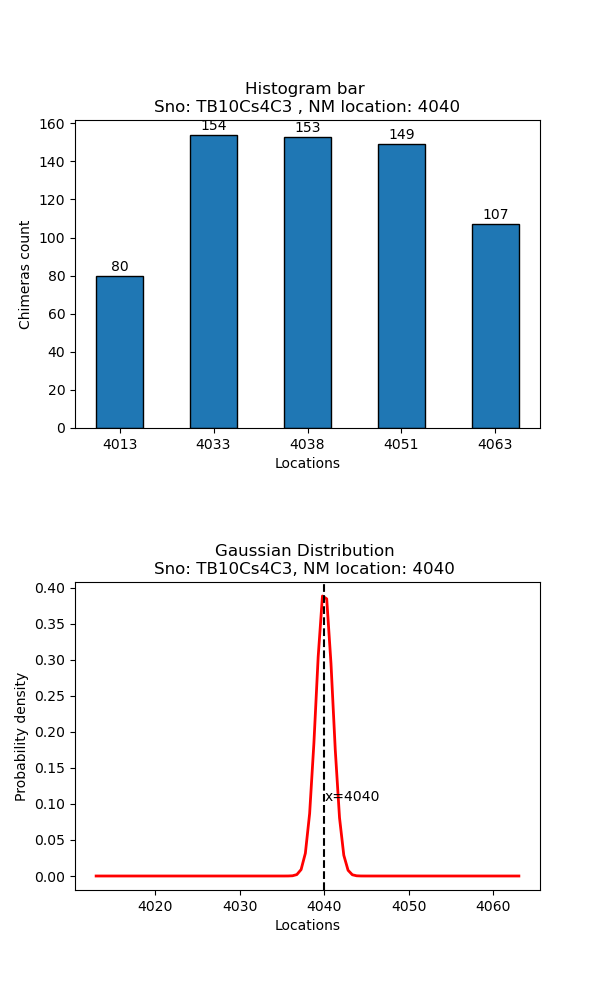 Histogram bar
Sno: TB10Cs4C3 , NM location: 4040
160
140
120
100
80
60
40
20
0
Chimeras count
80
154
153
149
107
4013 4033 4038 4051 4063
Locations
Gaussian Distribution
Sno: TB10Cs4C3, NM location: 4040
0.40
0.35
0.30
0.25
0.20
0.15
0.10
0.05
0.00
Probability density
x=4040
4020 4030 4040 4050 4060
Locations